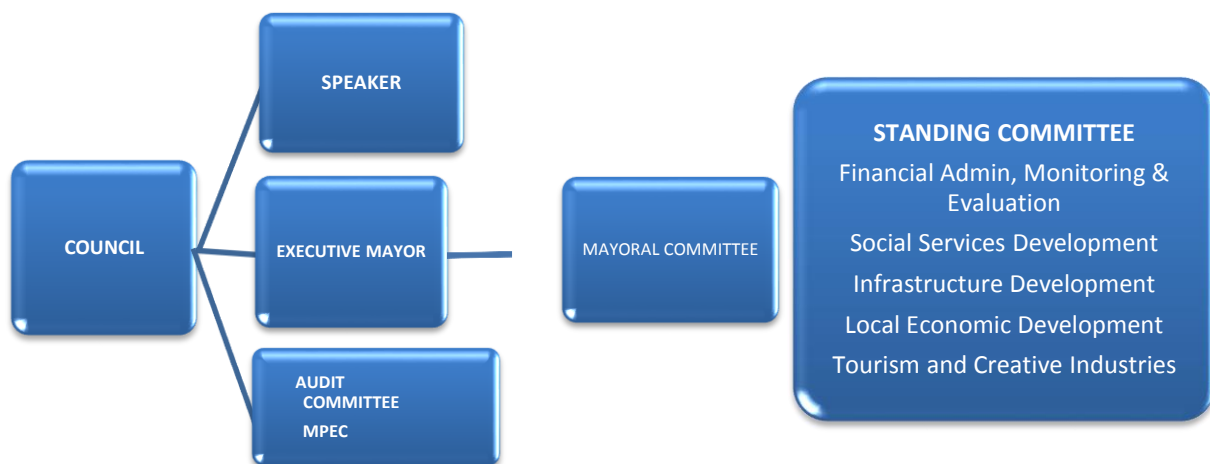 SPEAKER
COUNCIL
EXECUTIVE MAYOR
AUDIT
COMMITTEE
MPEC
MAYORAL COMMITTEE
STANDING COMMITTEE
Financial Admin, Monitoring &
Evaluation
Social Services Development
Infrastructure Development
Local Economic Development
Tourism and Creative Industries